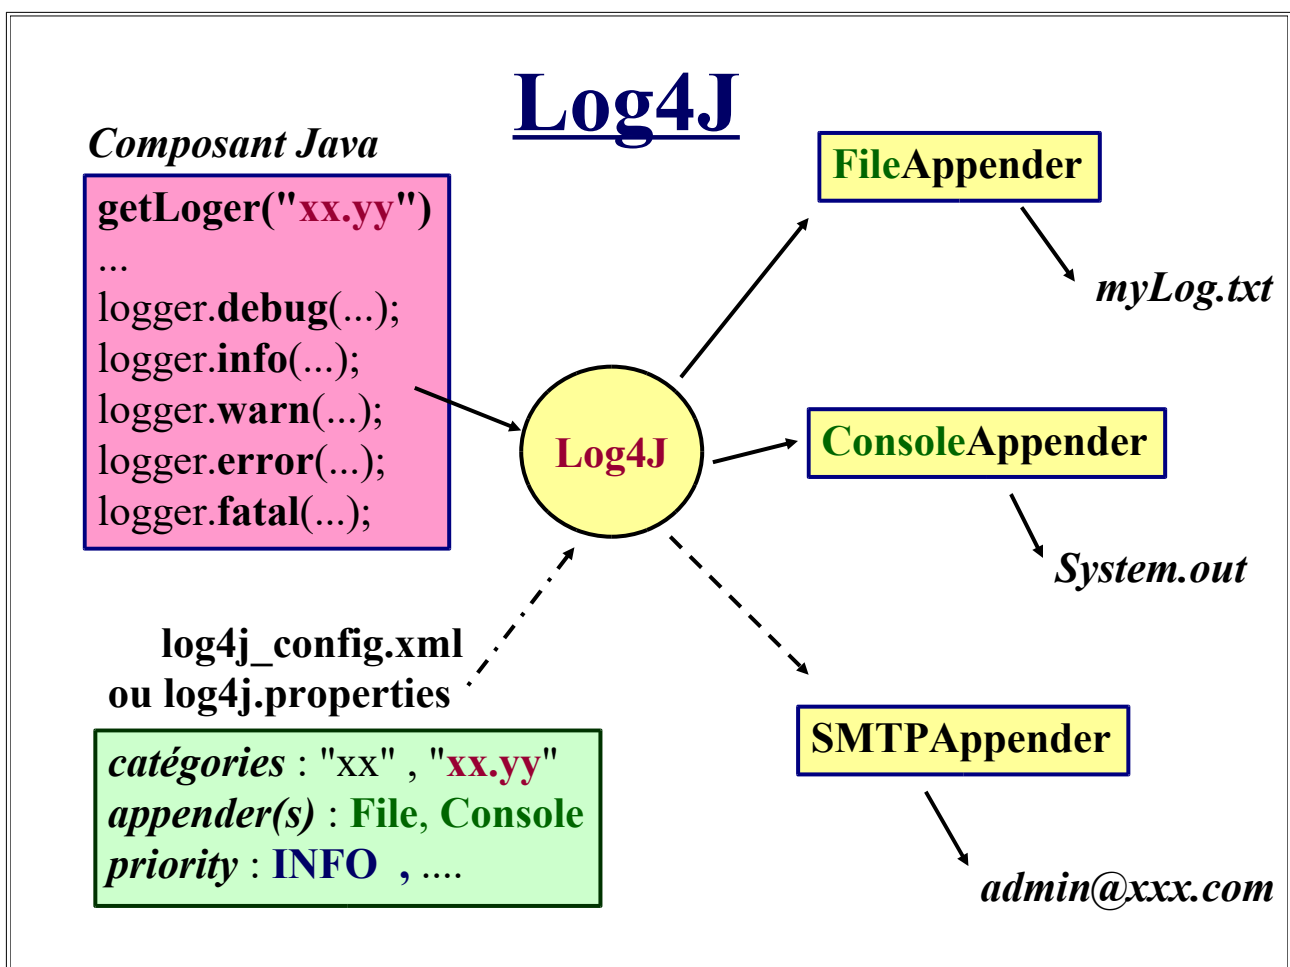 Log4J
Composant Java
getLoger("xx.yy")
...
logger.debug(...);
logger.info(...);
logger.warn(...);
logger.error(...);
logger.fatal(...);
Log4J
FileAppender
myLog.txt
ConsoleAppender
System.out
SMTPAppender
admin@xxx.com
log4j_config.xml
ou log4j.properties
catégories : "xx" , "xx.yy"
appender(s) : File, Console
priority : INFO , ....